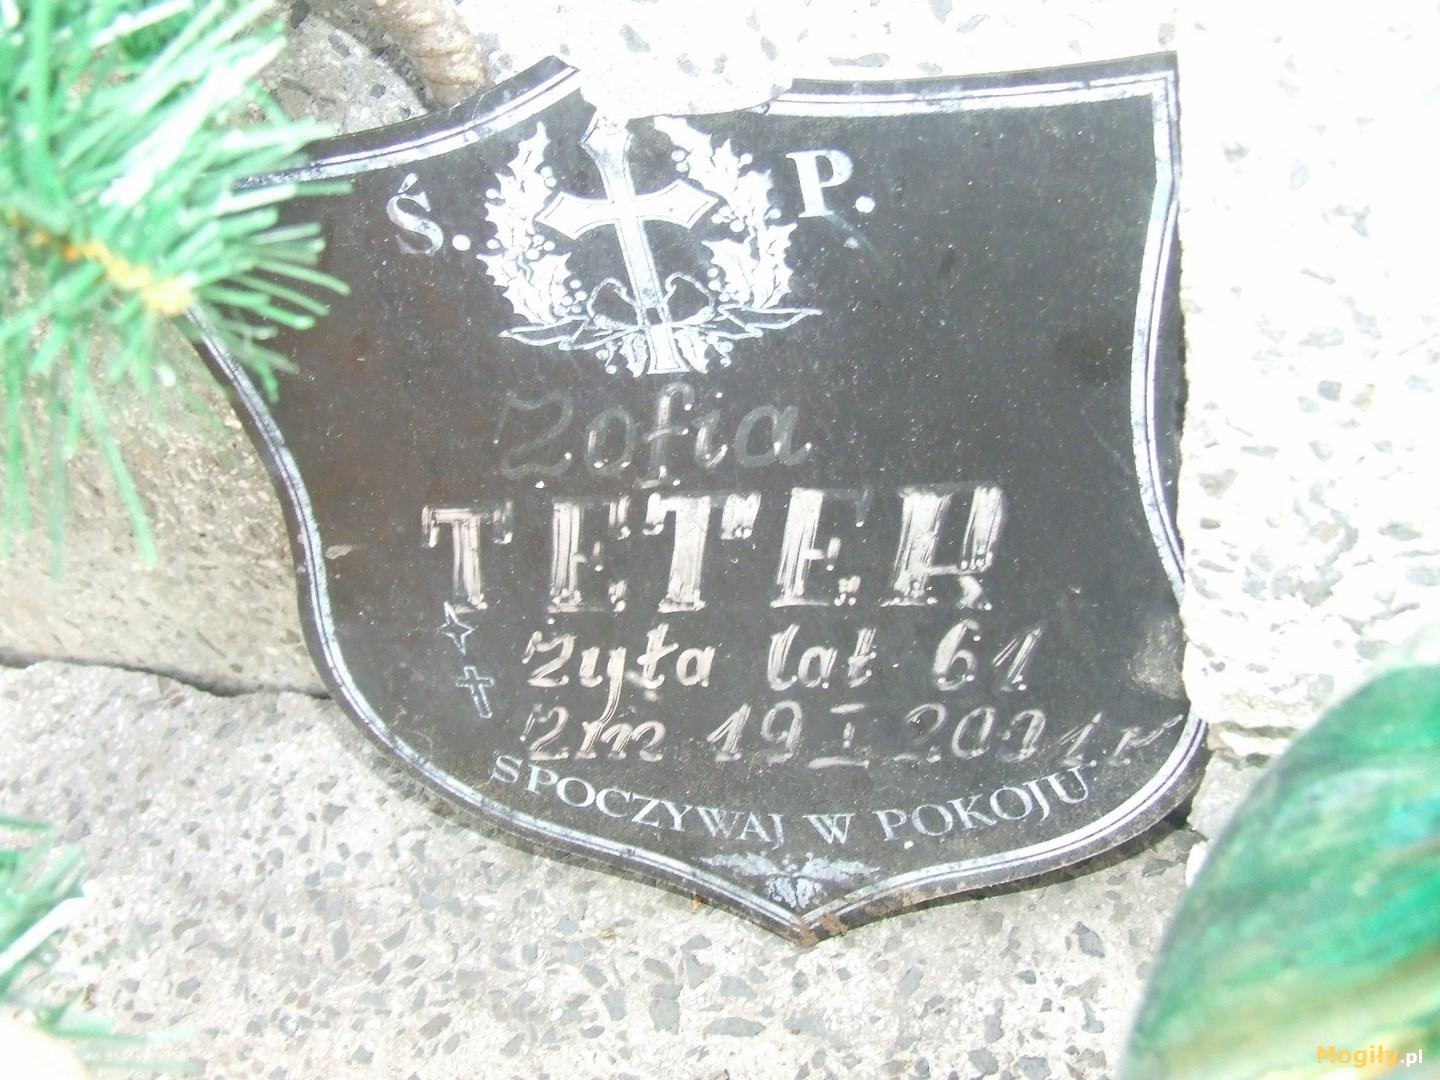 Ś. P.
Zofia
TETER
żyła lat 61
zm 19 I 2001 r
SPOCZYWAJ W POKOJU
Mogiły.pl